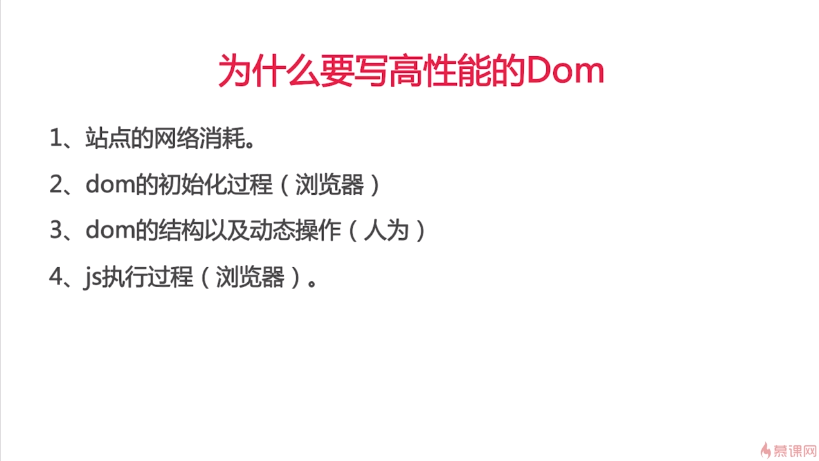 为什么要写高性能的Dom
1、站点的网络消耗。
2、dom的初始化过程（浏览器）
3、dom的结构以及动态操作（人为）
4、js执行过程（浏览器）。
慕课网